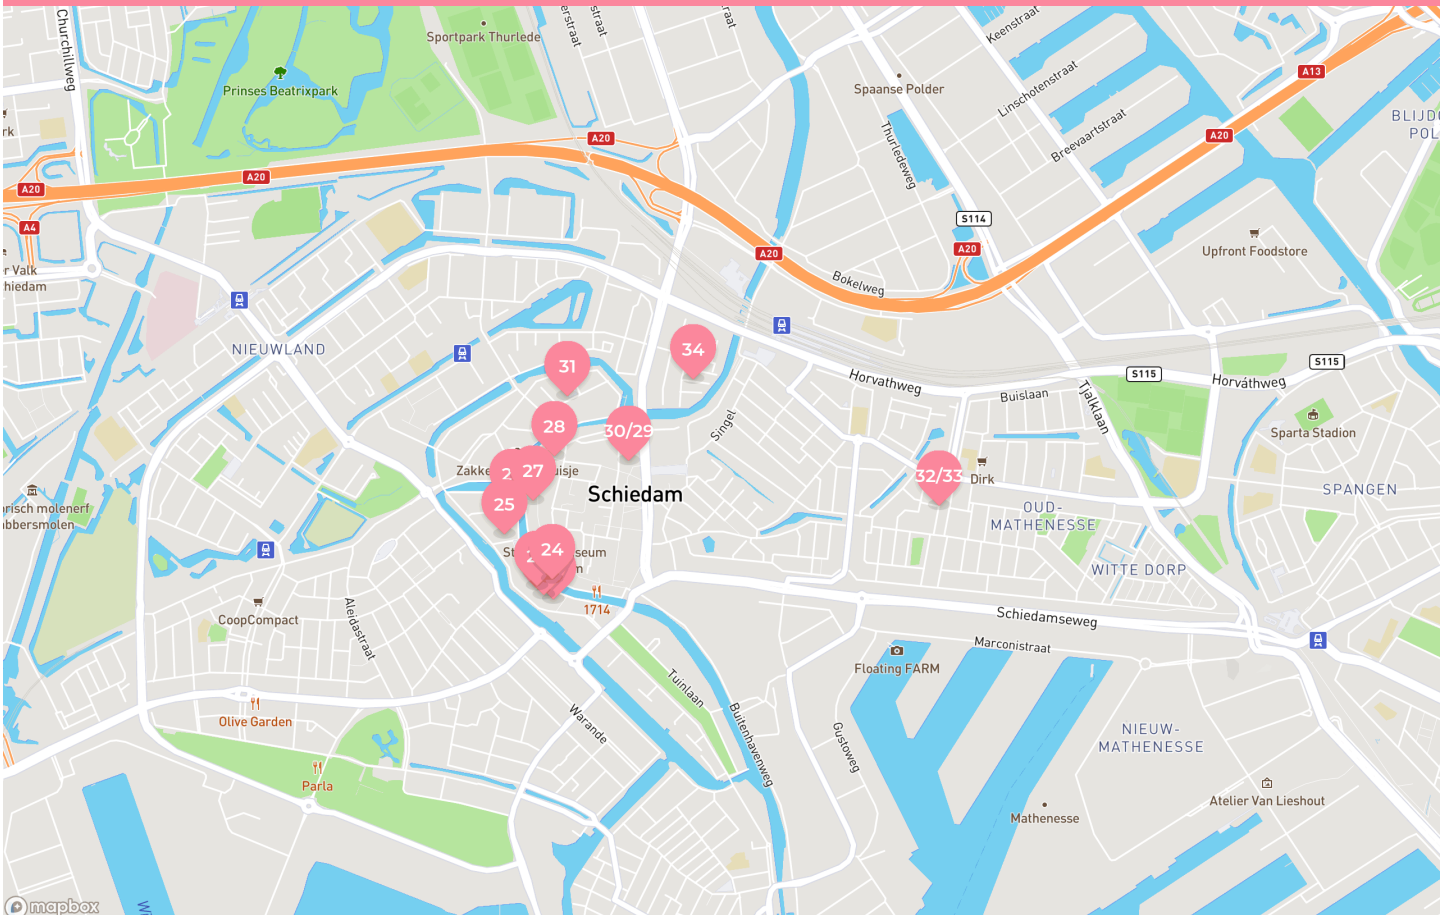 Churchillweg
Sportpark Thurlede
Keenstraat
A13
Prinses Beatrixpark
Spaanse Polder
Linschotenstraat
Breevaartstraat
Thurledeweg
A20
A20
A20
A20
A4
S114
A20
A20
Upfront Foodstore
Bokelweg
NIEUWLAND
34
31
Horvathweg
S115
S115
Horváthweg
Buislaan
Tjalklaan
Singel
28
30/29
27
25
32/33
Dirk
Sparta Stadion
Schiedam
SPANGEN
OUD-
MATHENESSE
24
WITTE DORP
1714
CoopCompact
Aleidastraat
Schiedamseweg
Marconistraat
Floating FARM
Tuinlaan
Olive Garden
Warande
Buitenhavenweg
Gustoweg
NIEUW-
MATHENESSE
Parla
Atelier Van Lieshout
Mathenesse
mapbox